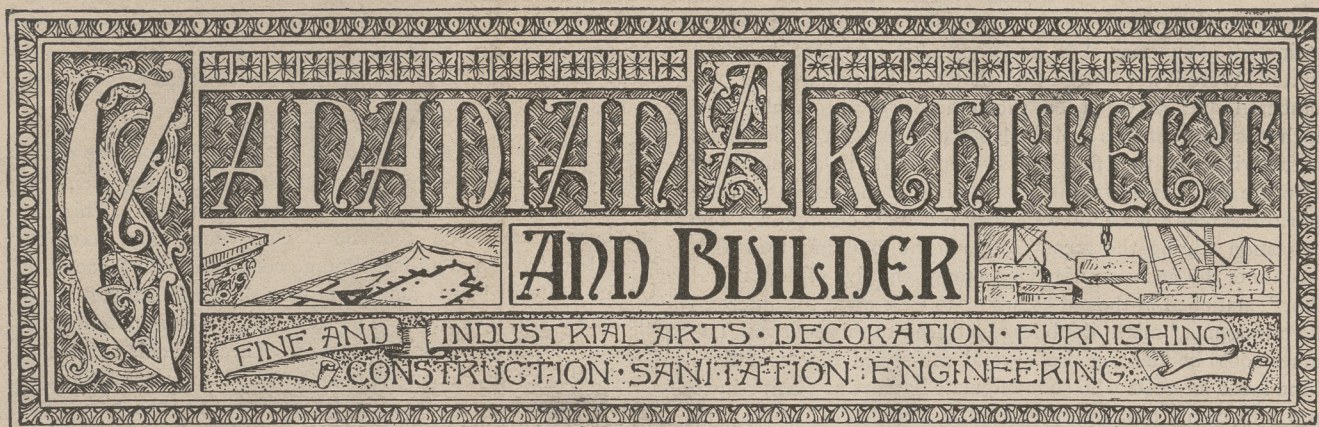 CANADIAN ARCHITECT
AND BUILDER
FINE AND INDUSTRIAL ARTS · DECORATION · FURNISHING
CONSTRUCTION · SANITATION · ENGINEERING ·